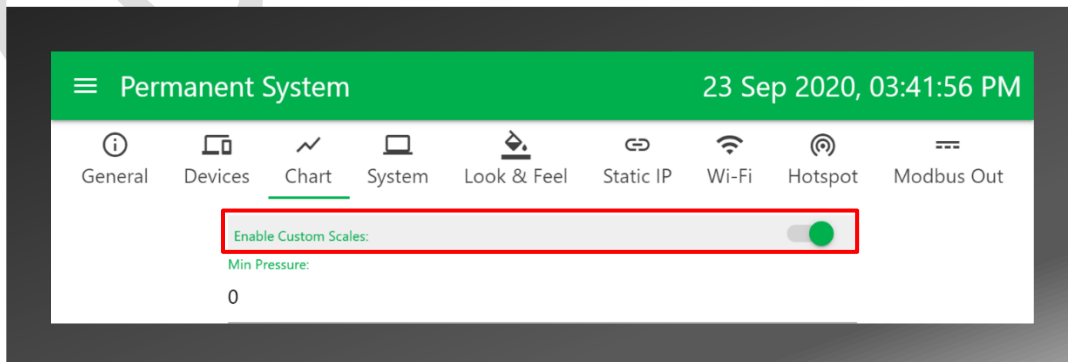 Permanent System 23 Sep 2020, 03:41:56 PM
General Devices Chart System Look & Feel Static IP Wi-Fi Hotspot Modbus Out
Enable Custom Scales:
Min Pressure:
0